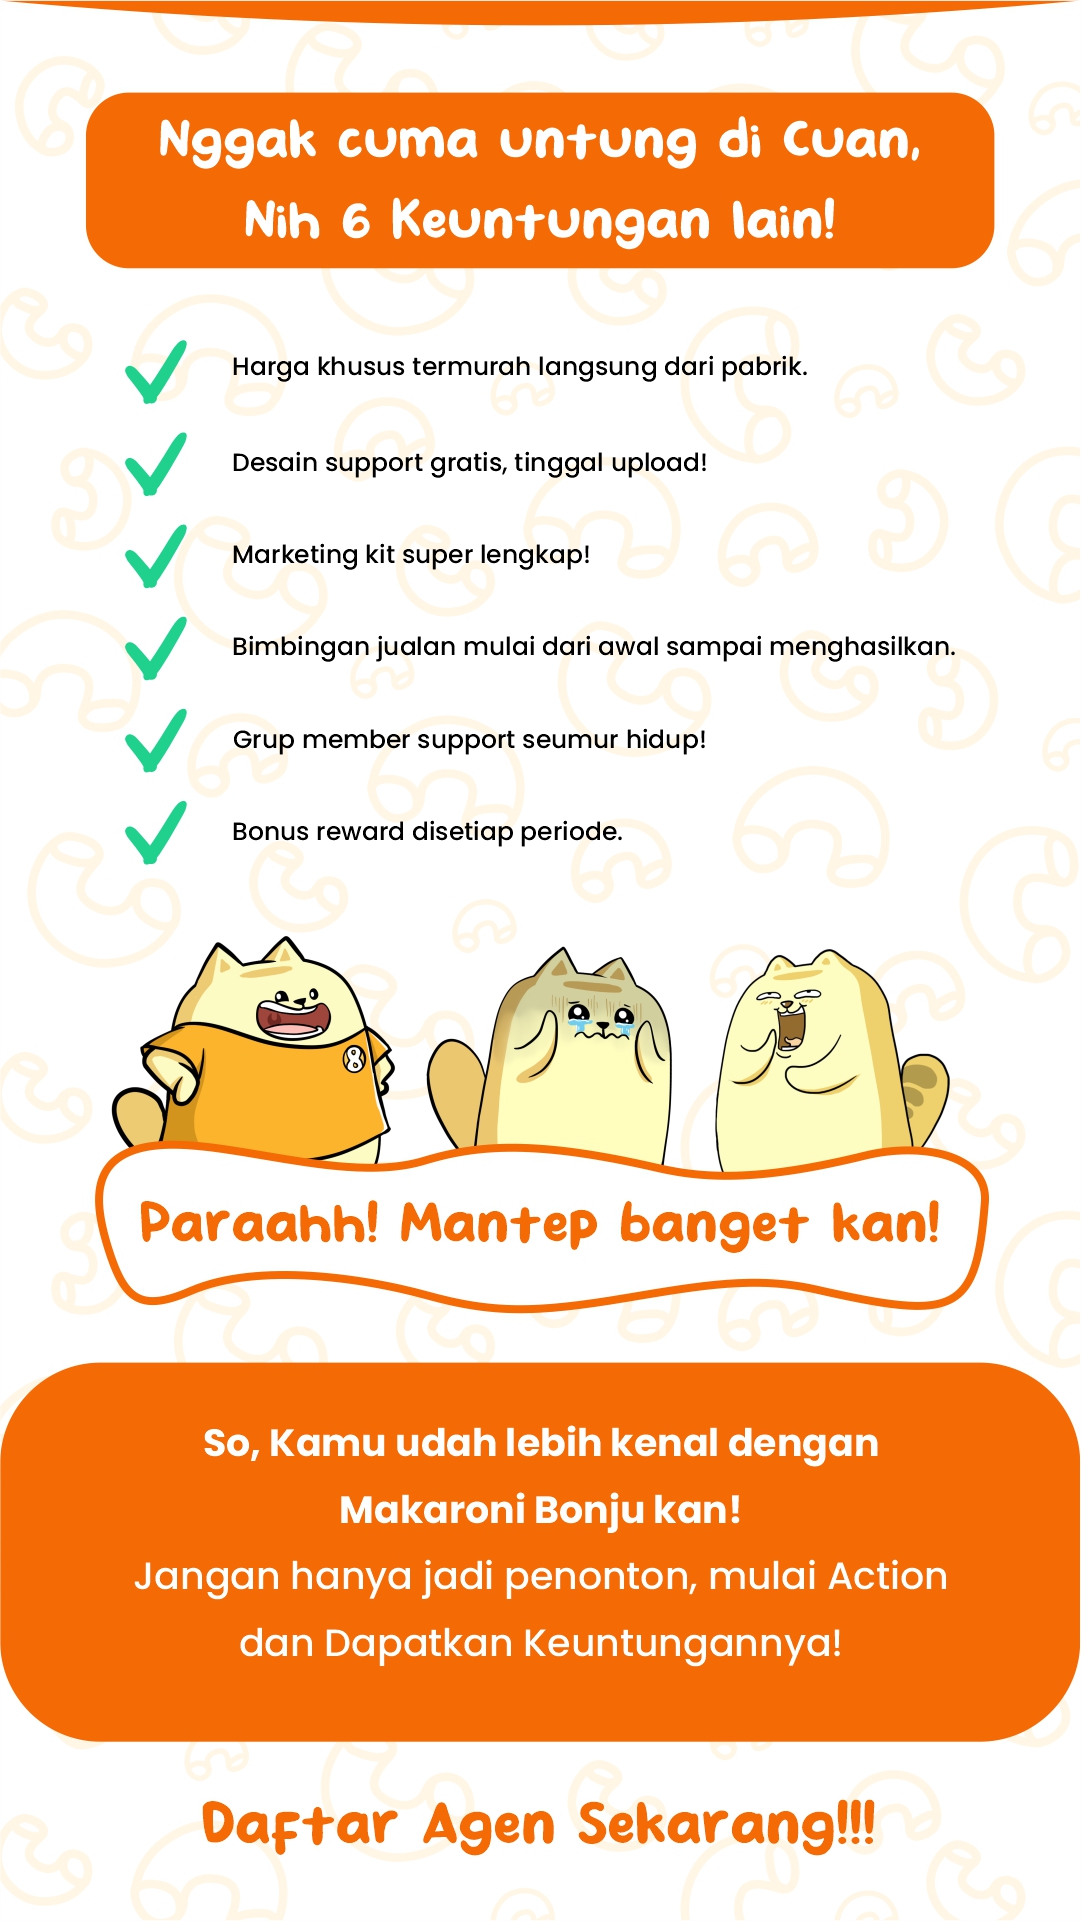 Nggak cuma untung di Cuan,
Nih 6 Keuntungan lain!
Harga khusus termurah langsung dari pabrik.
Desain support gratis, tinggal upload!
Marketing kit super lengkap!
Bimbingan jualan mulai dari awal sampai menghasilkan.
Grup member support seumur hidup!
Bonus reward disetiap periode.
Paraahh! Mantep banget kan!
So, Kamu udah lebih kenal dengan
Makaroni Bonju kan!
Jangan hanya jadi penonton, mulai Action
dan Dapatkan Keuntungannya!
Daftar Agen Sekarang!!!